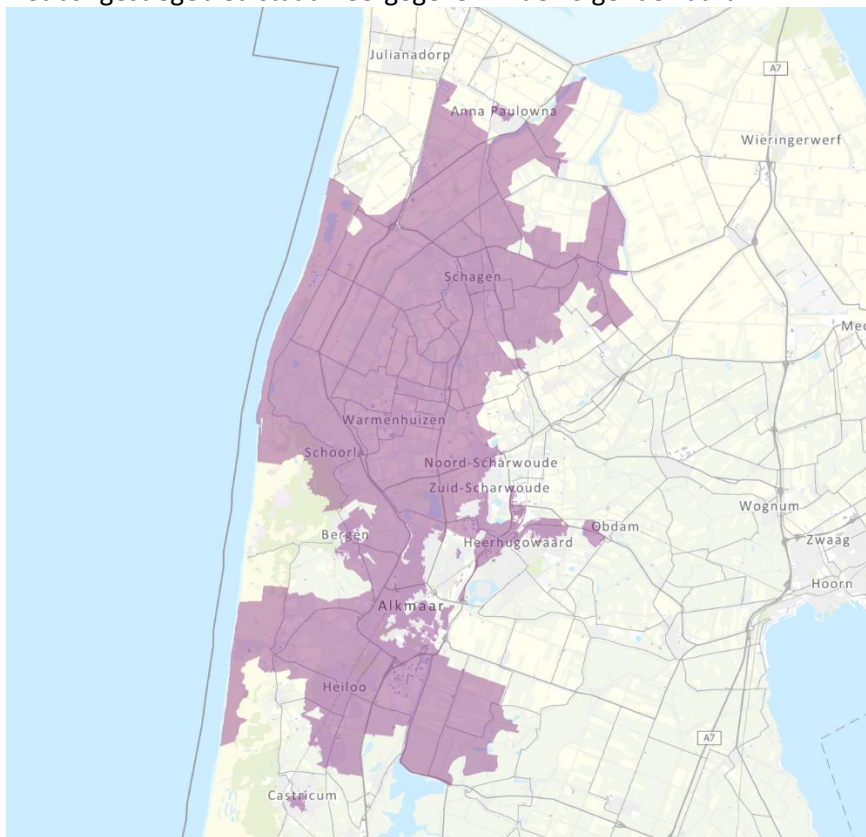 Julianadorp
A7
Anna Paulowna
Wieringerwerf
Schagen
Warmenhuizen
Schoorl
Noord-Scharwoude
Zuid-Scharwoude
Wognum
Bergen
Obdam
Heerhugowaard
Zwaag
Hoorn
Alkmaar
Heiloo
A7
Castricum